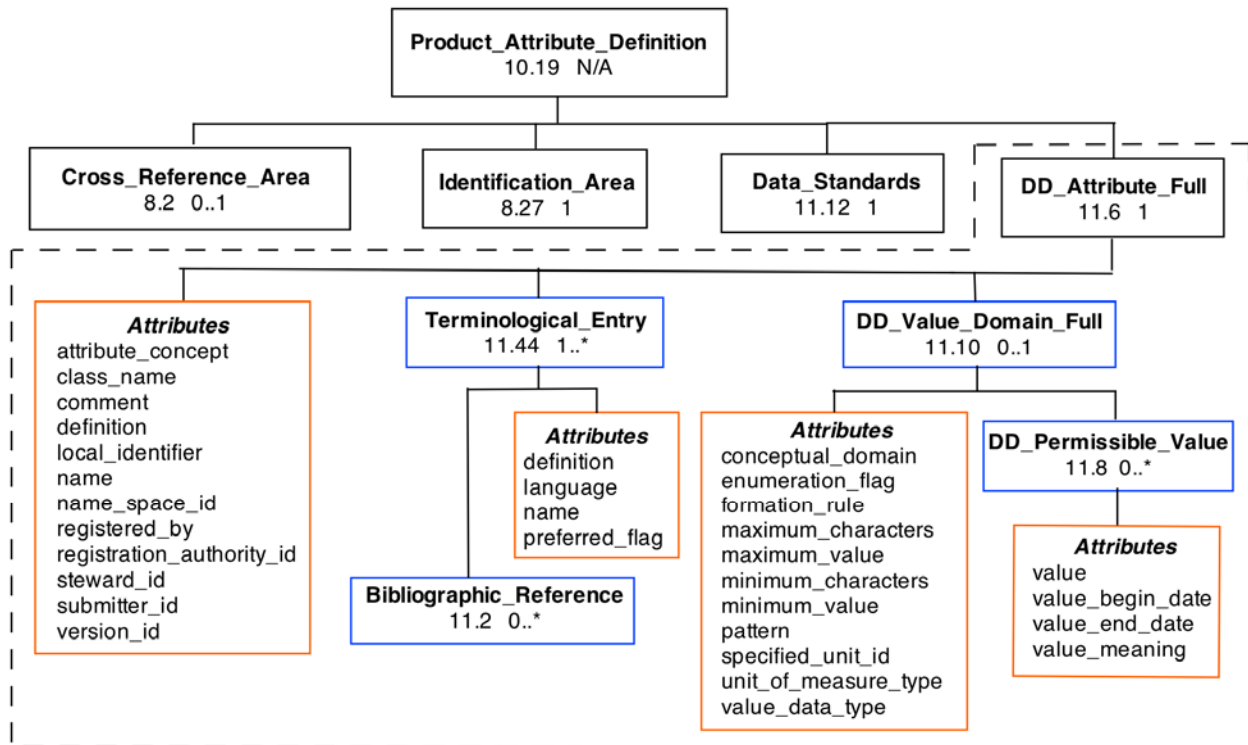 Product_Attribute_Definition
10.19 N/A
Cross_Reference_Area
8.2 0..1
Identification_Area
8.27 1
Data_Standards
11.12 1
DD_Attribute_Full
11.6 1
Attributes
attribute_concept
class_name
comment
definition
local_identifier
name
name_space_id
registered_by
registration_authority_id
steward_id
submitter_id
version_id
Terminological_Entry
11.44 1..*
Attributes
definition
language
name
preferred_flag
Bibliographic_Reference
11.2 0..*
DD_Value_Domain_Full
11.10 0..1
Attributes
conceptual_domain
enumeration_flag
formation_rule
maximum_characters
maximum_value
minimum_characters
minimum_value
pattern
specified_unit_id
unit_of_measure_type
value_data_type
DD_Permissible_Value
11.8 0..*
Attributes
value
value_begin_date
value_end_date
value_meaning